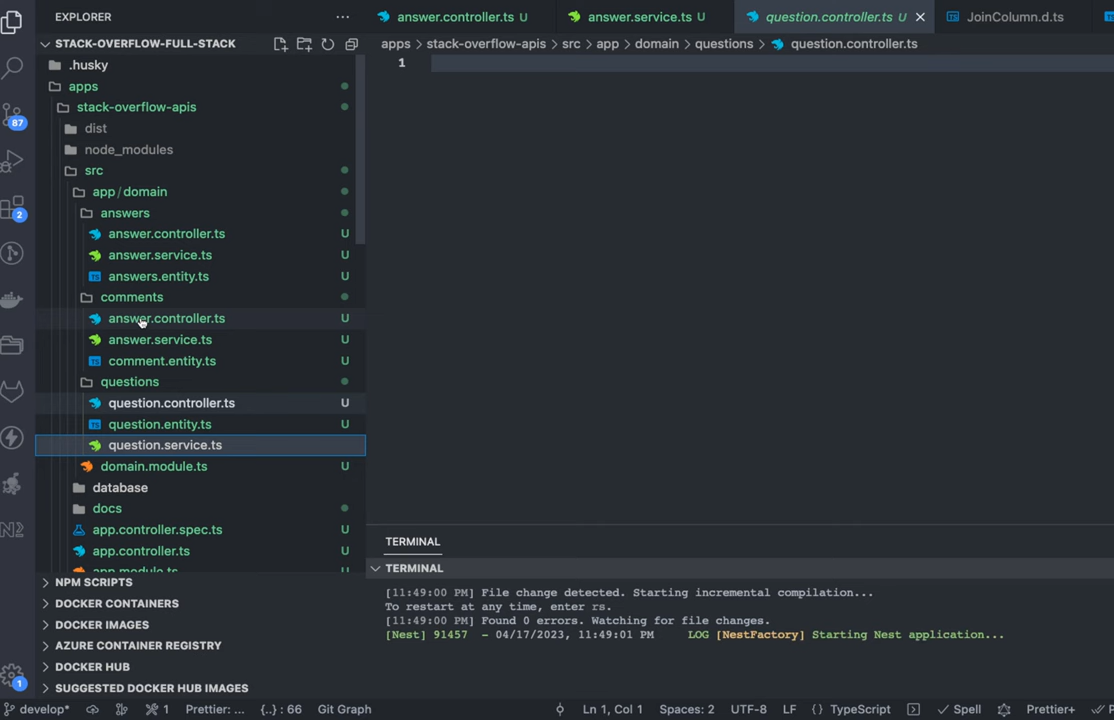 EXPLORER
STACK-OVERFLOW-FULL-STACK
.husky
apps
stack-overflow-apis
dist
node_modules
src
app / domain
answers
answer.controller.ts U
answer.service.ts U
answers.entity.ts U
comments
answer.controller.ts U
answer.service.ts U
comment.entity.ts U
questions
question.controller.ts U
question.entity.ts U
question.service.ts
domain.module.ts U
database
docs
app.controller.spec.ts U
app.controller.ts U
app.module.ts U
NPM SCRIPTS
DOCKER CONTAINERS
DOCKER IMAGES
AZURE CONTAINER REGISTRY
DOCKER HUB
SUGGESTED DOCKER HUB IMAGES
87
2
1
answer.controller.ts U
answer.service.ts U
question.controller.ts U
TS JoinColumn.d.ts
apps > stack-overflow-apis > src > app > domain > questions > question.controller.ts
1
TERMINAL
TERMINAL
[11:49:00 PM] File change detected. Starting incremental compilation...
To restart at any time, enter rs.
[11:49:00 PM] Found 0 errors. Watching for file changes.
[Nest] 91457 - 04/17/2023, 11:49:01 PM LOG [NestFactory] Starting Nest application...
develop* 1 Prettier: ... {..} : 66 Git Graph Ln 1, Col 1 Spaces: 2 UTF-8 LF {} TypeScript Spell Prettier+